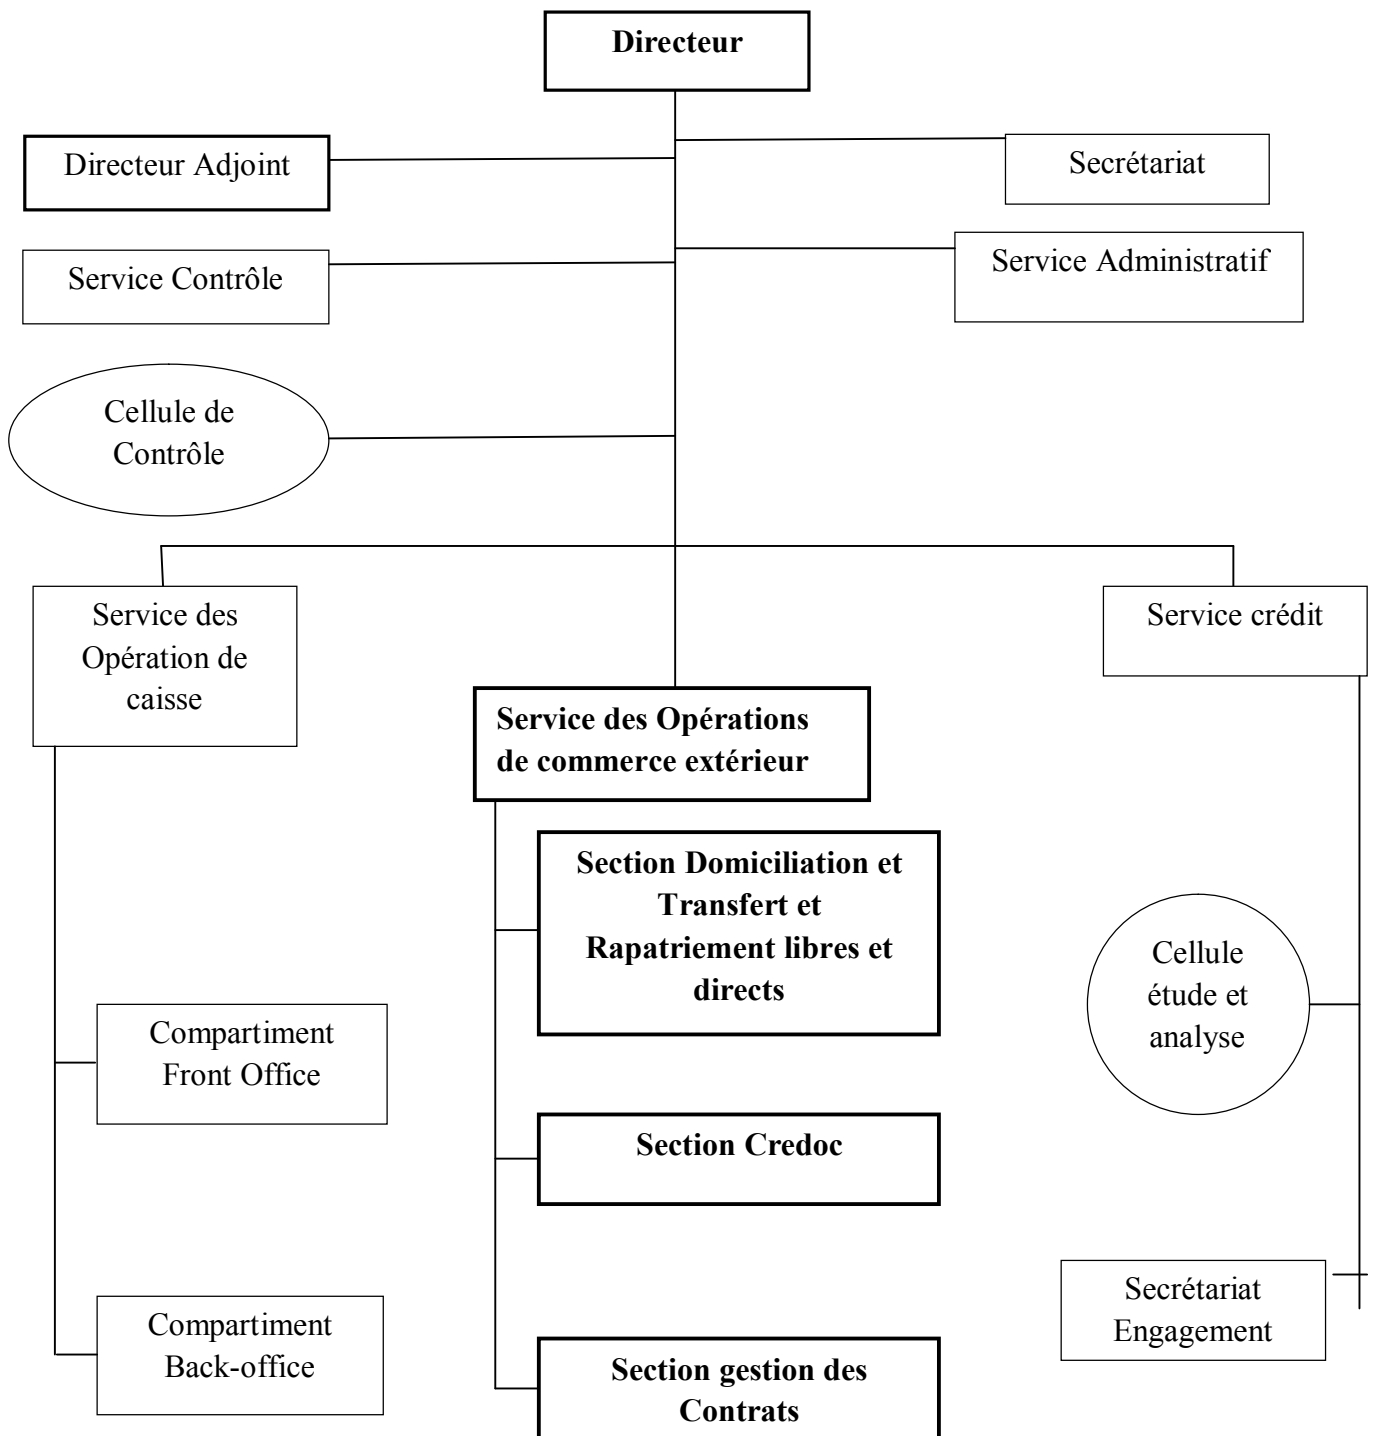 Directeur
Directeur Adjoint
Secrétariat
Service Contrôle
Service Administratif
Cellule de
Contrôle
Service des
Opération de
caisse
Service crédit
Service des Opérations
de commerce extérieur
Section Domiciliation et
Transfert et
Rapatriement libres et
directs
Cellule
étude et
analyse
Compartiment
Front Office
Section Credoc
Secrétariat
Engagement
Compartiment
Back-office
Section gestion des
Contrats